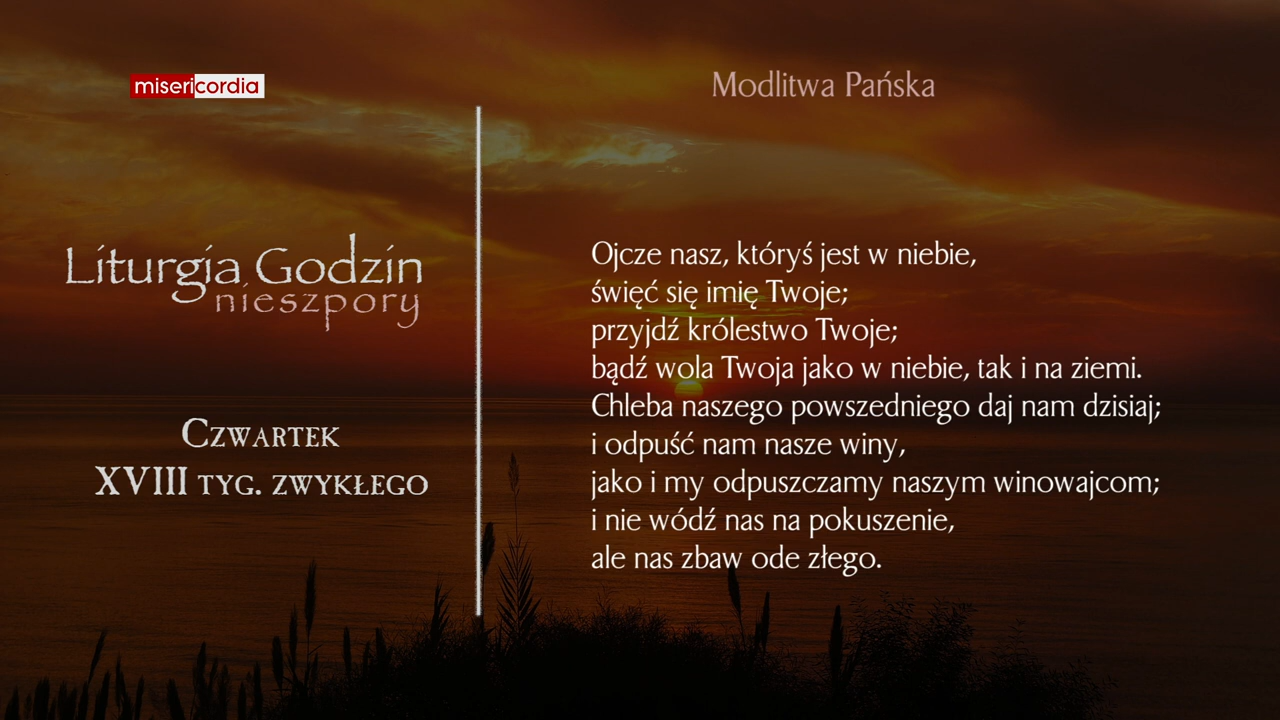 misericordia
Liturgia Godzin
nieszpory
Czwartek
XVIII tyg. zwykłego
Modlitwa Pańska
Ojcze nasz, któryś jest w niebie,
święć się imię Twoje;
przyjdź królestwo Twoje;
bądź wola Twoja jako w niebie, tak i na ziemi.
Chleba naszego powszedniego daj nam dzisiaj;
i odpuść nam nasze winy,
jako i my odpuszczamy naszym winowajcom;
i nie wódź nas na pokuszenie,
ale nas zbaw ode złego.